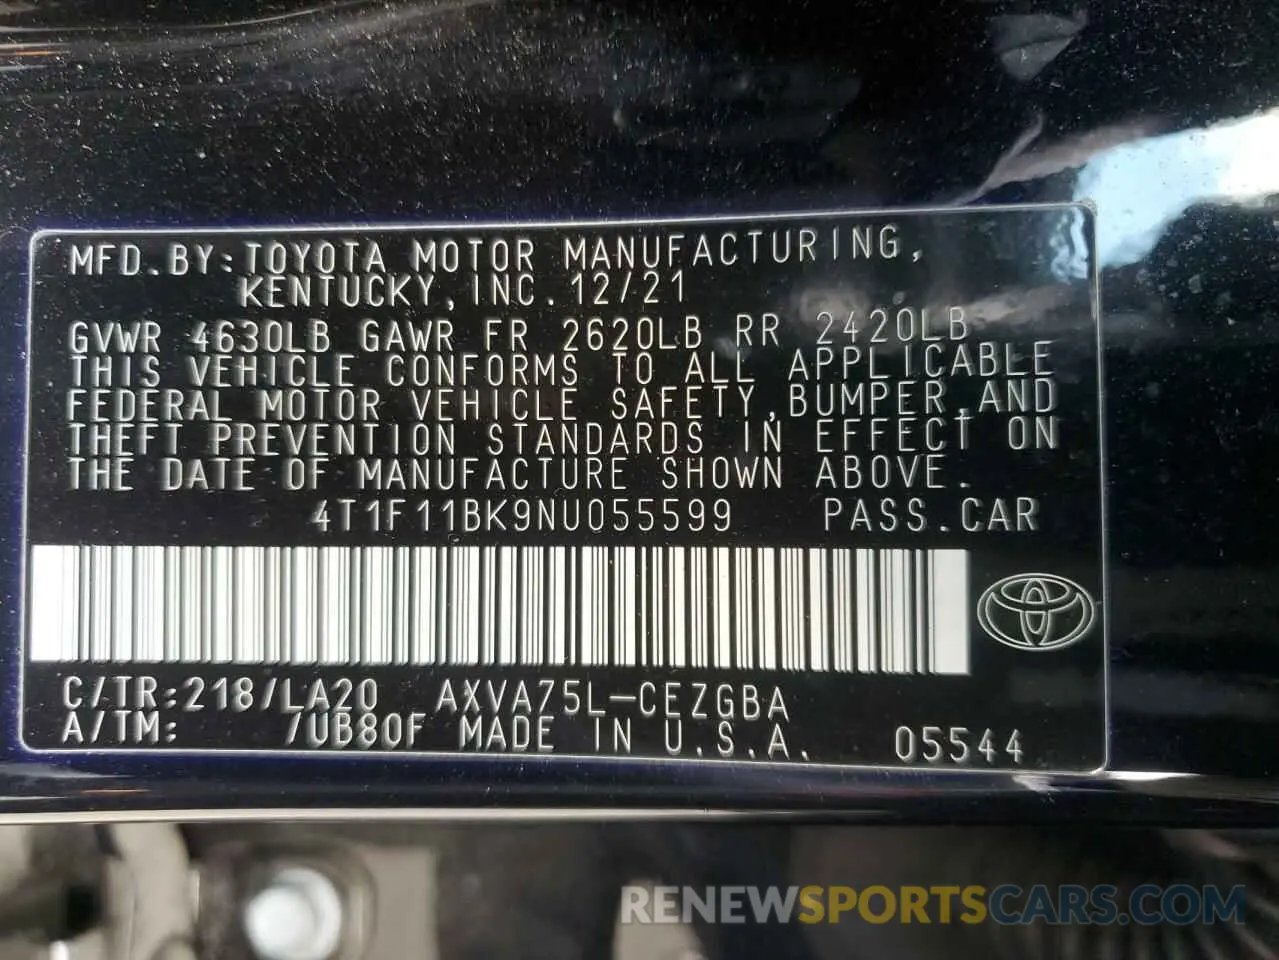 MFD.BY:TOYOTA MOTOR MANUFACTURING,
KENTUCKY,INC.12/21
GVWR 4630LB GAWR FR 2620LB RR 2420LB
THIS VEHICLE CONFORMS TO ALL APPLICABLE
FEDERAL MOTOR VEHICLE SAFETY,BUMPER,AND
THEFT PREVENTION STANDARDS IN EFFECT ON
THE DATE OF MANUFACTURE SHOWN ABOVE.
4T1F11BK9NU055599 PASS.CAR
C/TR:218/LA20 AXVA75L-CEZGBA
A/TM: /UB80F MADE IN U.S.A. 05544
RENEWSPORTSCARS.COM